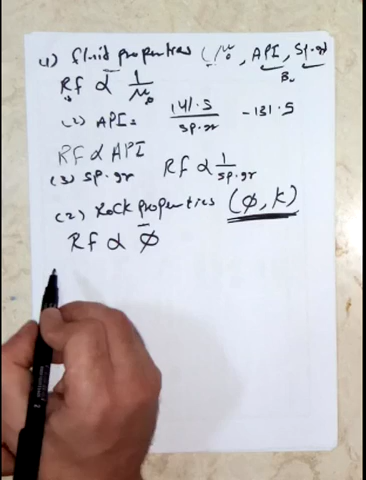 (1) fluid properties (μo, API, Sp.gr
Bo
Rf ∝ 1/μo
(2) API = 141.5/sp.gr - 131.5
Rf ∝ API
(3) sp.gr Rf ∝ 1/sp.gr
(2) Rock properties (φ, K)
Rf ∝ φ